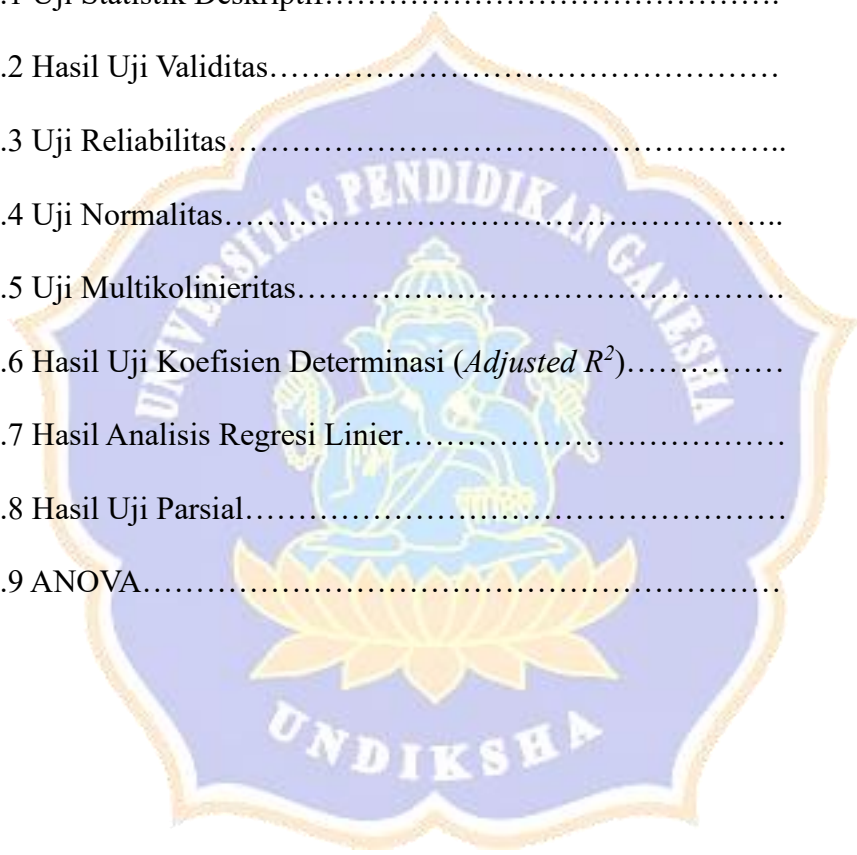 .1 Uji Statistik Deskriptif……………………………………….
.2 Hasil Uji Validitas……………………………………………
.3 Uji Reliabilitas………………………………………………..
.4 Uji Normalitas………………………………………………..
.5 Uji Multikolinieritas………………………………………….
.6 Hasil Uji Koefisien Determinasi (Adjusted R²)……………
.7 Hasil Analisis Regresi Linier…………………………………
.8 Hasil Uji Parsial………………………………………………
.9 ANOVA………………………………………………………
UNIVERSITAS PENDIDIKAN GANESHA
UNDIKSHA